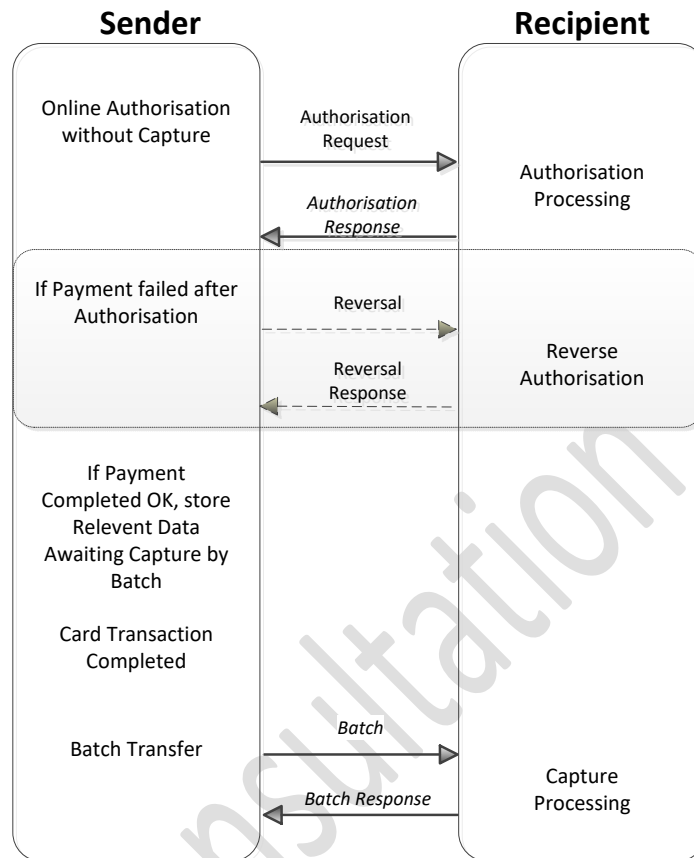 Sender
Recipient
Online Authorisation
without Capture
Authorisation
Request
Authorisation
Processing
Authorisation
Response
If Payment failed after
Authorisation
Reversal
Reverse
Authorisation
Reversal
Response
If Payment
Completed OK, store
Relevent Data
Awaiting Capture by
Batch
Card Transaction
Completed
Batch Transfer
Batch
Capture
Processing
Batch Response
nsultation